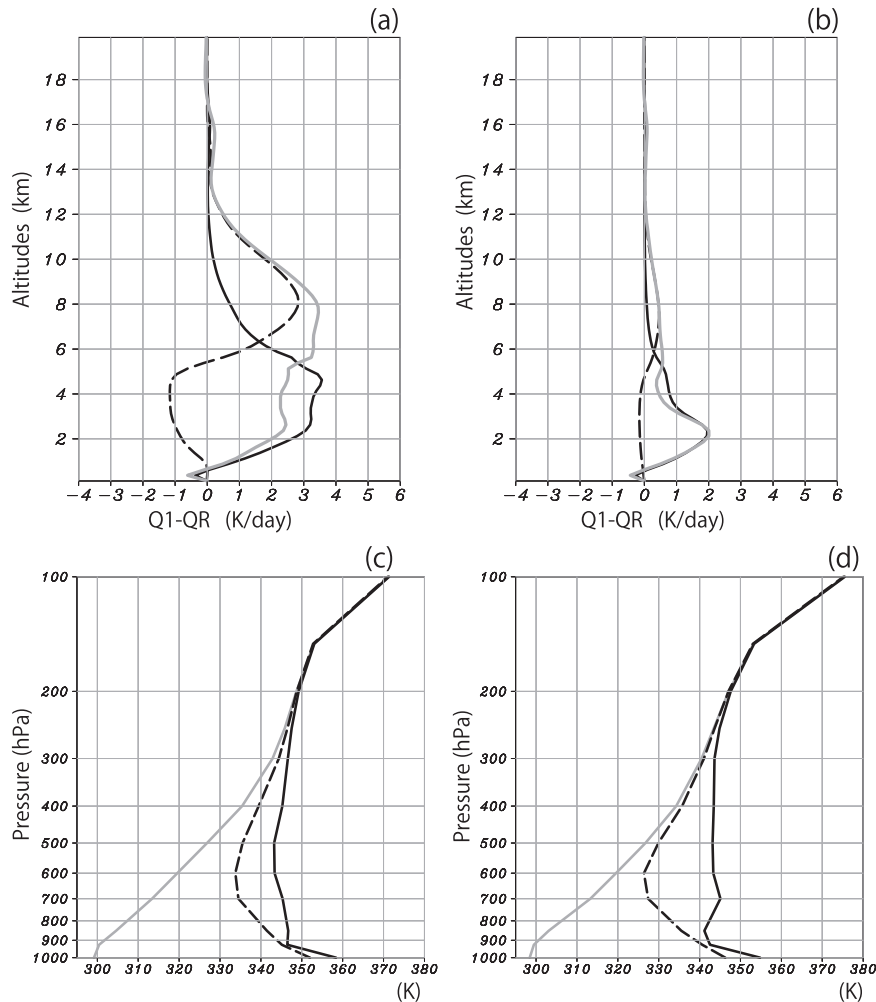 (a)
(b)
Altitudes (km)
18
16
14
12
10
8
6
4
2
−4 −3 −2 −1 0 1 2 3 4 5 6
Q1-QR (K/day)
Altitudes (km)
18
16
14
12
10
8
6
4
2
−4 −3 −2 −1 0 1 2 3 4 5 6
Q1-QR (K/day)
(c)
(d)
Pressure (hPa)
100
200
300
400
500
600
700
800
900
1000
300 310 320 330 340 350 360 370 380
(K)
Pressure (hPa)
100
200
300
400
500
600
700
800
900
1000
300 310 320 330 340 350 360 370 380
(K)